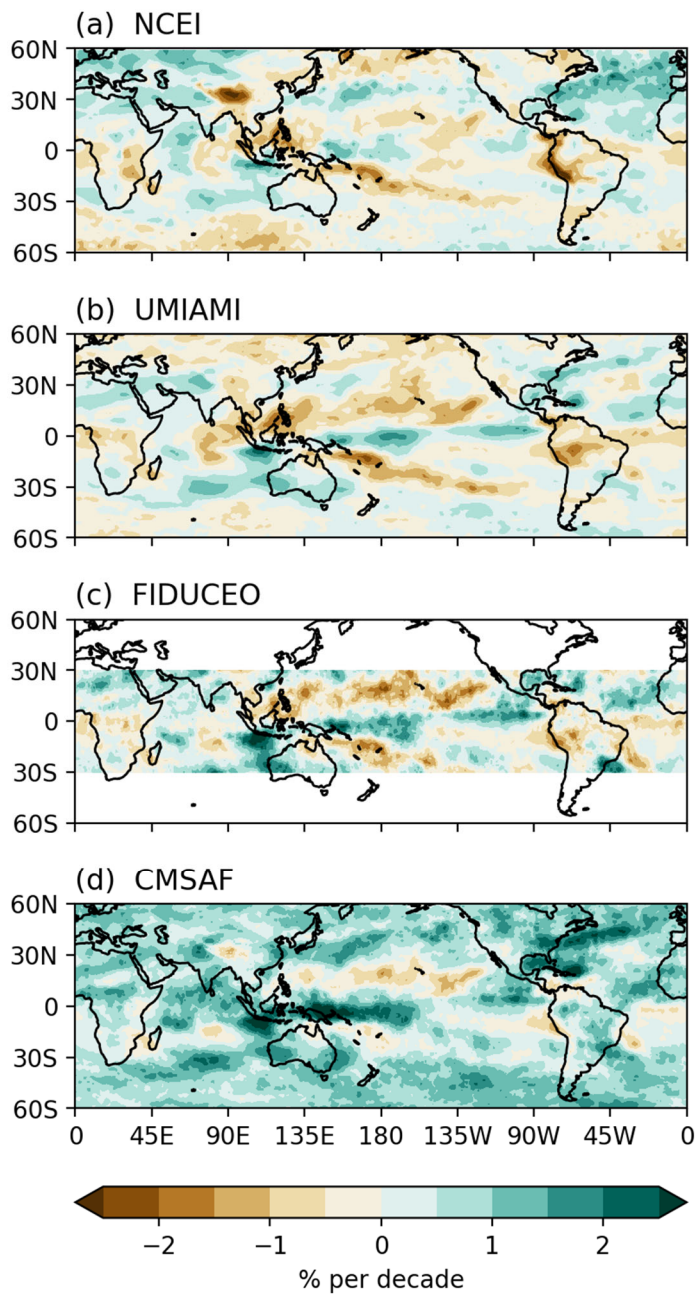 (a) NCEI
60N
30N
0
30S
60S
(b) UMIAMI
60N
30N
0
30S
60S
(c) FIDUCEO
60N
30N
0
30S
60S
(d) CMSAF
60N
30N
0
30S
60S
0 45E 90E 135E 180 135W 90W 45W 0
−2 −1 0 1 2
% per decade